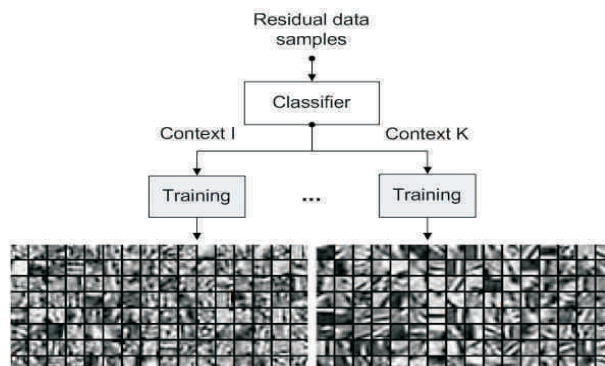 Residual data
samples
Classifier
Context I
Context K
Training
...
Training